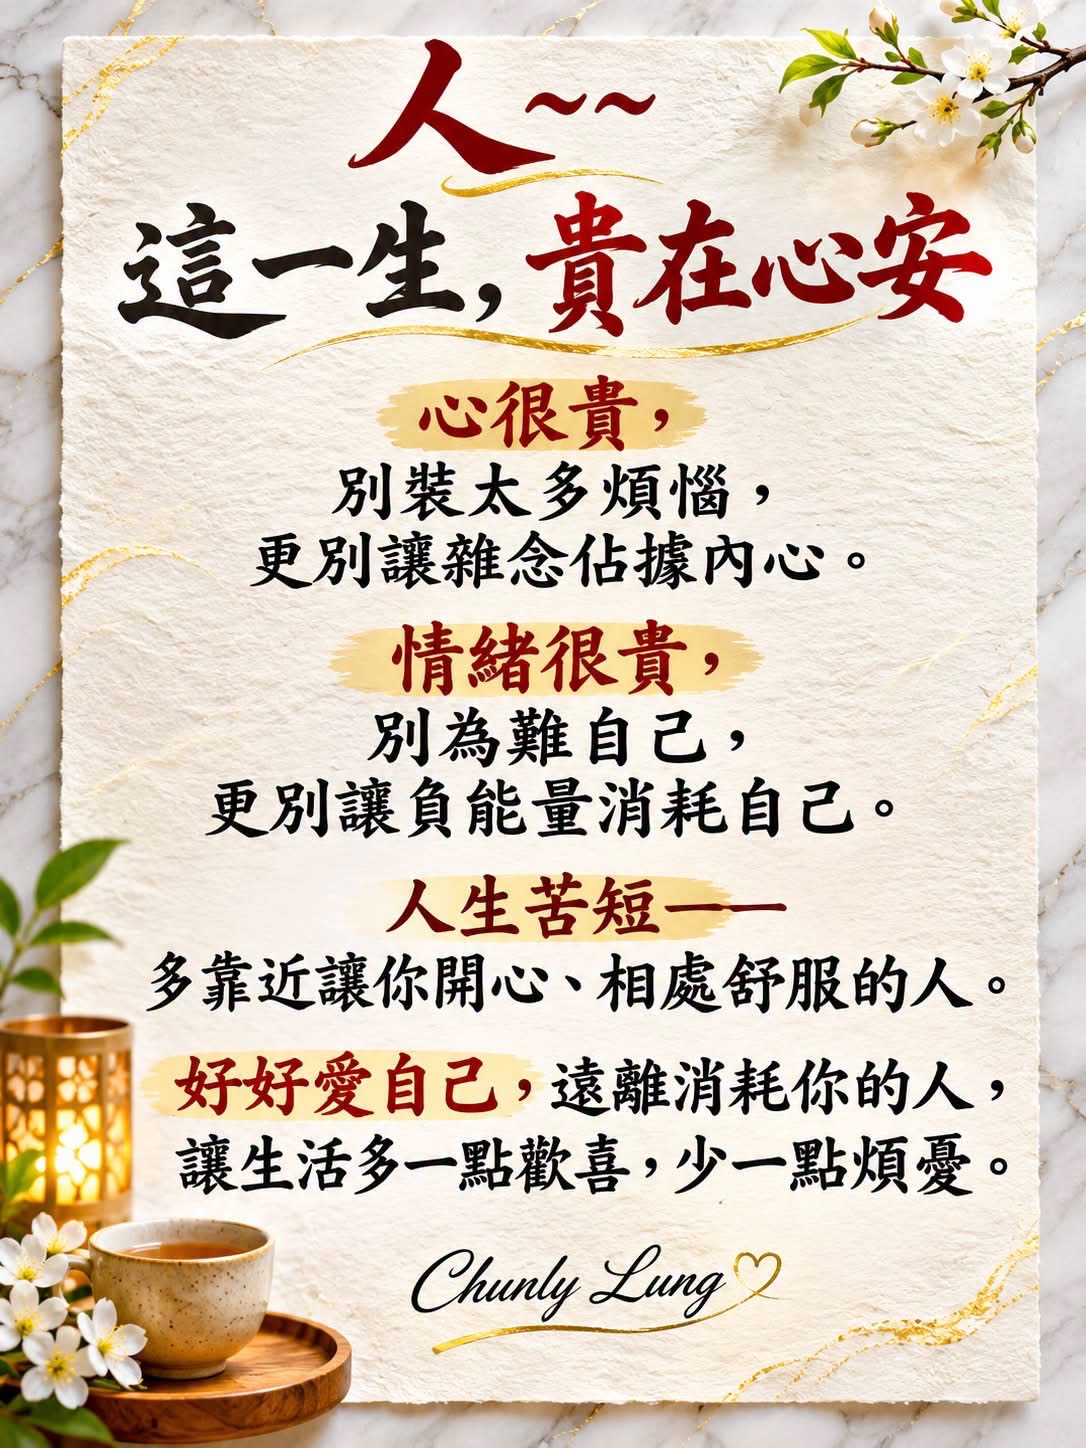 人~~
這一生，貴在心安
心很貴，
別裝太多煩惱，
更別讓雜念佔據內心。
情緒很貴，
別為難自己，
更別讓負能量消耗自己。
人生苦短——
多靠近讓你開心、相處舒服的人。
好好愛自己，遠離消耗你的人，
讓生活多一點歡喜，少一點煩憂。
Chunly Lung